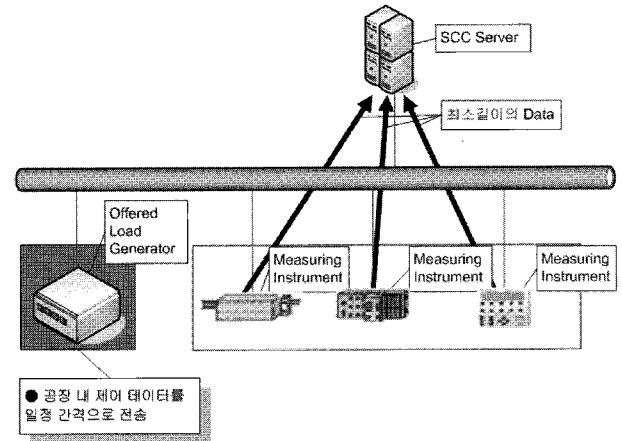 SCC Server
최소길이의 Data
Offered
Load
Generator
Measuring
Instrument
Measuring
Instrument
Measuring
Instrument
● 공장 내 제어 데이터를
일정 간격으로 전송